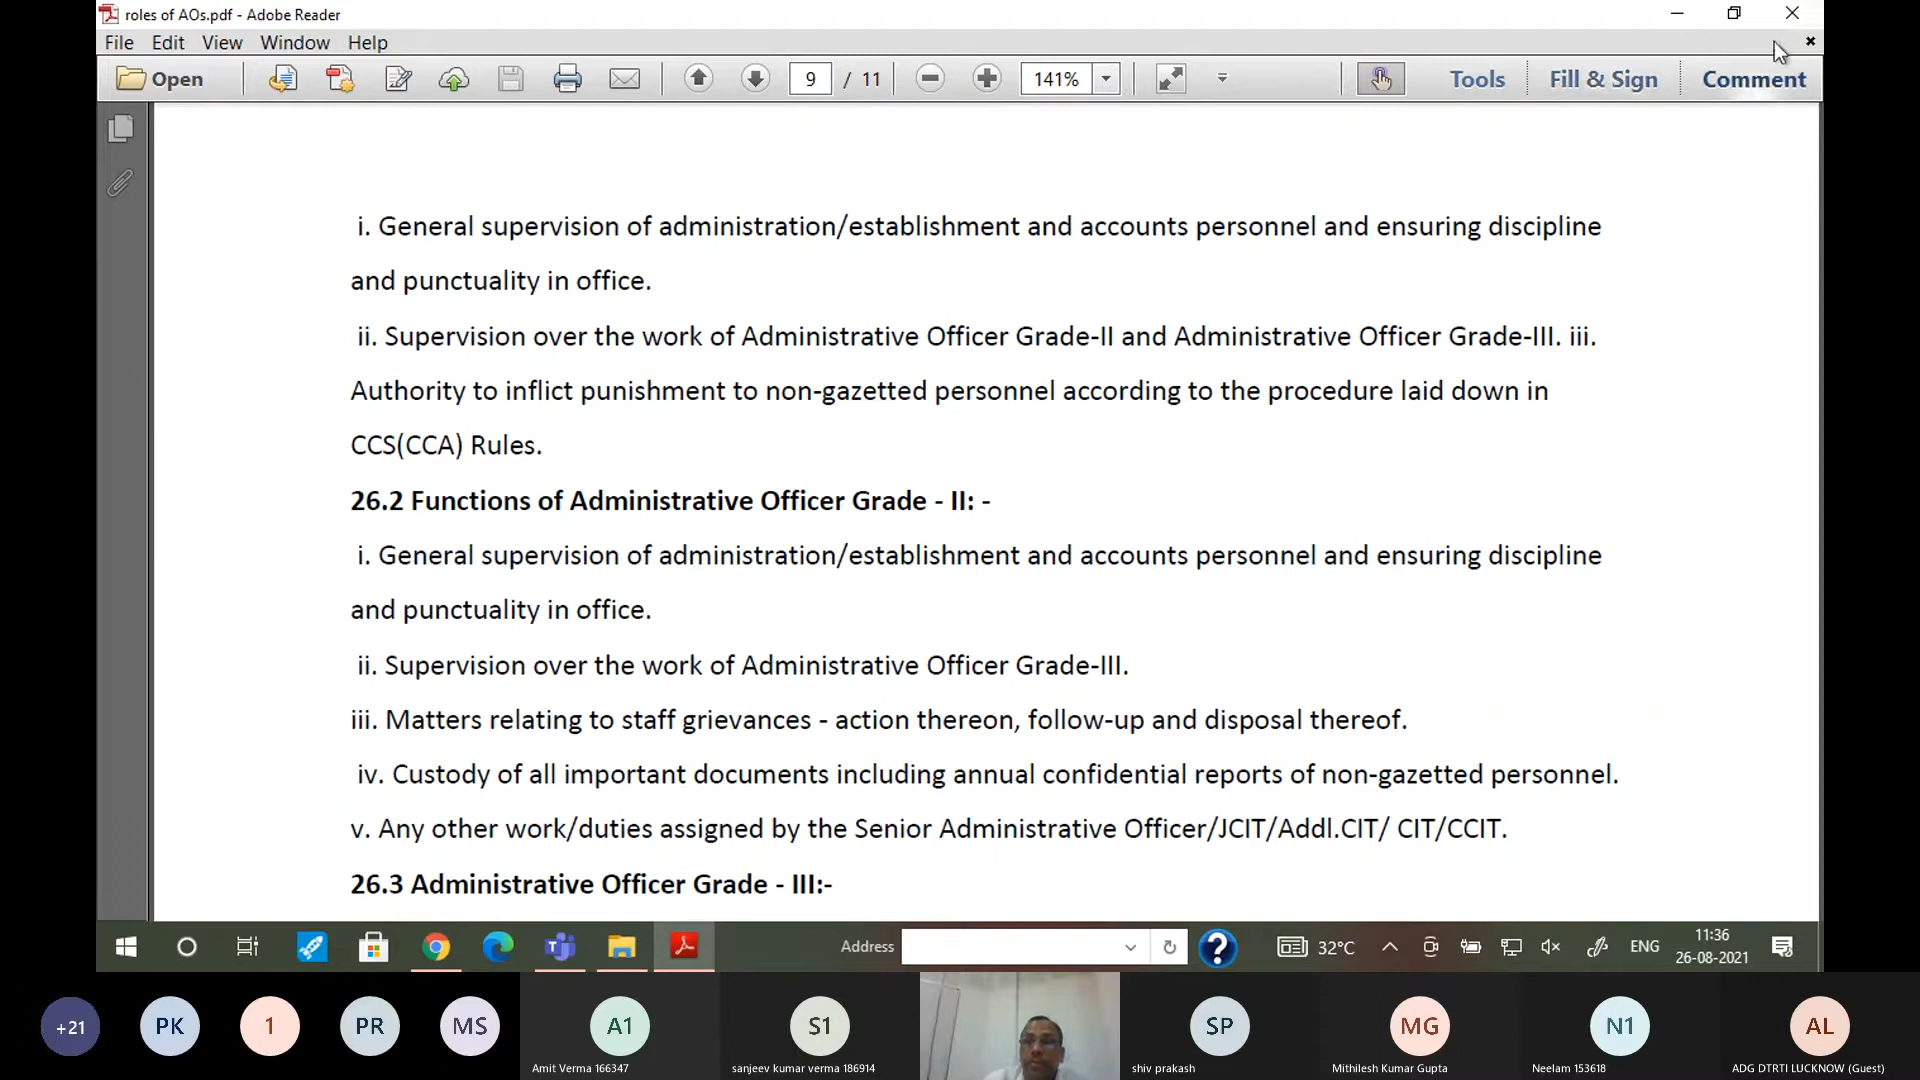 roles of AOs.pdf - Adobe Reader
File Edit View Window Help
Open 9 / 11 141% Tools Fill & Sign Comment
i. General supervision of administration/establishment and accounts personnel and ensuring discipline
and punctuality in office.
ii. Supervision over the work of Administrative Officer Grade-II and Administrative Officer Grade-III. iii.
Authority to inflict punishment to non-gazetted personnel according to the procedure laid down in
CCS(CCA) Rules.
26.2 Functions of Administrative Officer Grade - II: -
i. General supervision of administration/establishment and accounts personnel and ensuring discipline
and punctuality in office.
ii. Supervision over the work of Administrative Officer Grade-III.
iii. Matters relating to staff grievances - action thereon, follow-up and disposal thereof.
iv. Custody of all important documents including annual confidential reports of non-gazetted personnel.
v. Any other work/duties assigned by the Senior Administrative Officer/JCIT/Addl.CIT/ CIT/CCIT.
26.3 Administrative Officer Grade - III:-
Address 32°C ENG 11:36
26-08-2021
+21 PK 1 PR MS A1 S1 SP MG N1 AL
Amit Verma 166347 sanjeev kumar verma 186914 shiv prakash Mithilesh Kumar Gupta Neelam 153618 ADG DTRTI LUCKNOW (Guest)